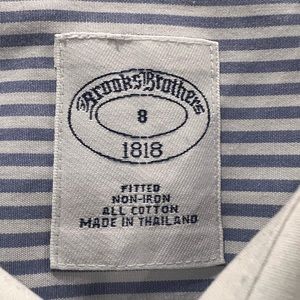 Brooks Brothers
8
1818
FITTED
NON-IRON
ALL COTTON
MADE IN THAILAND